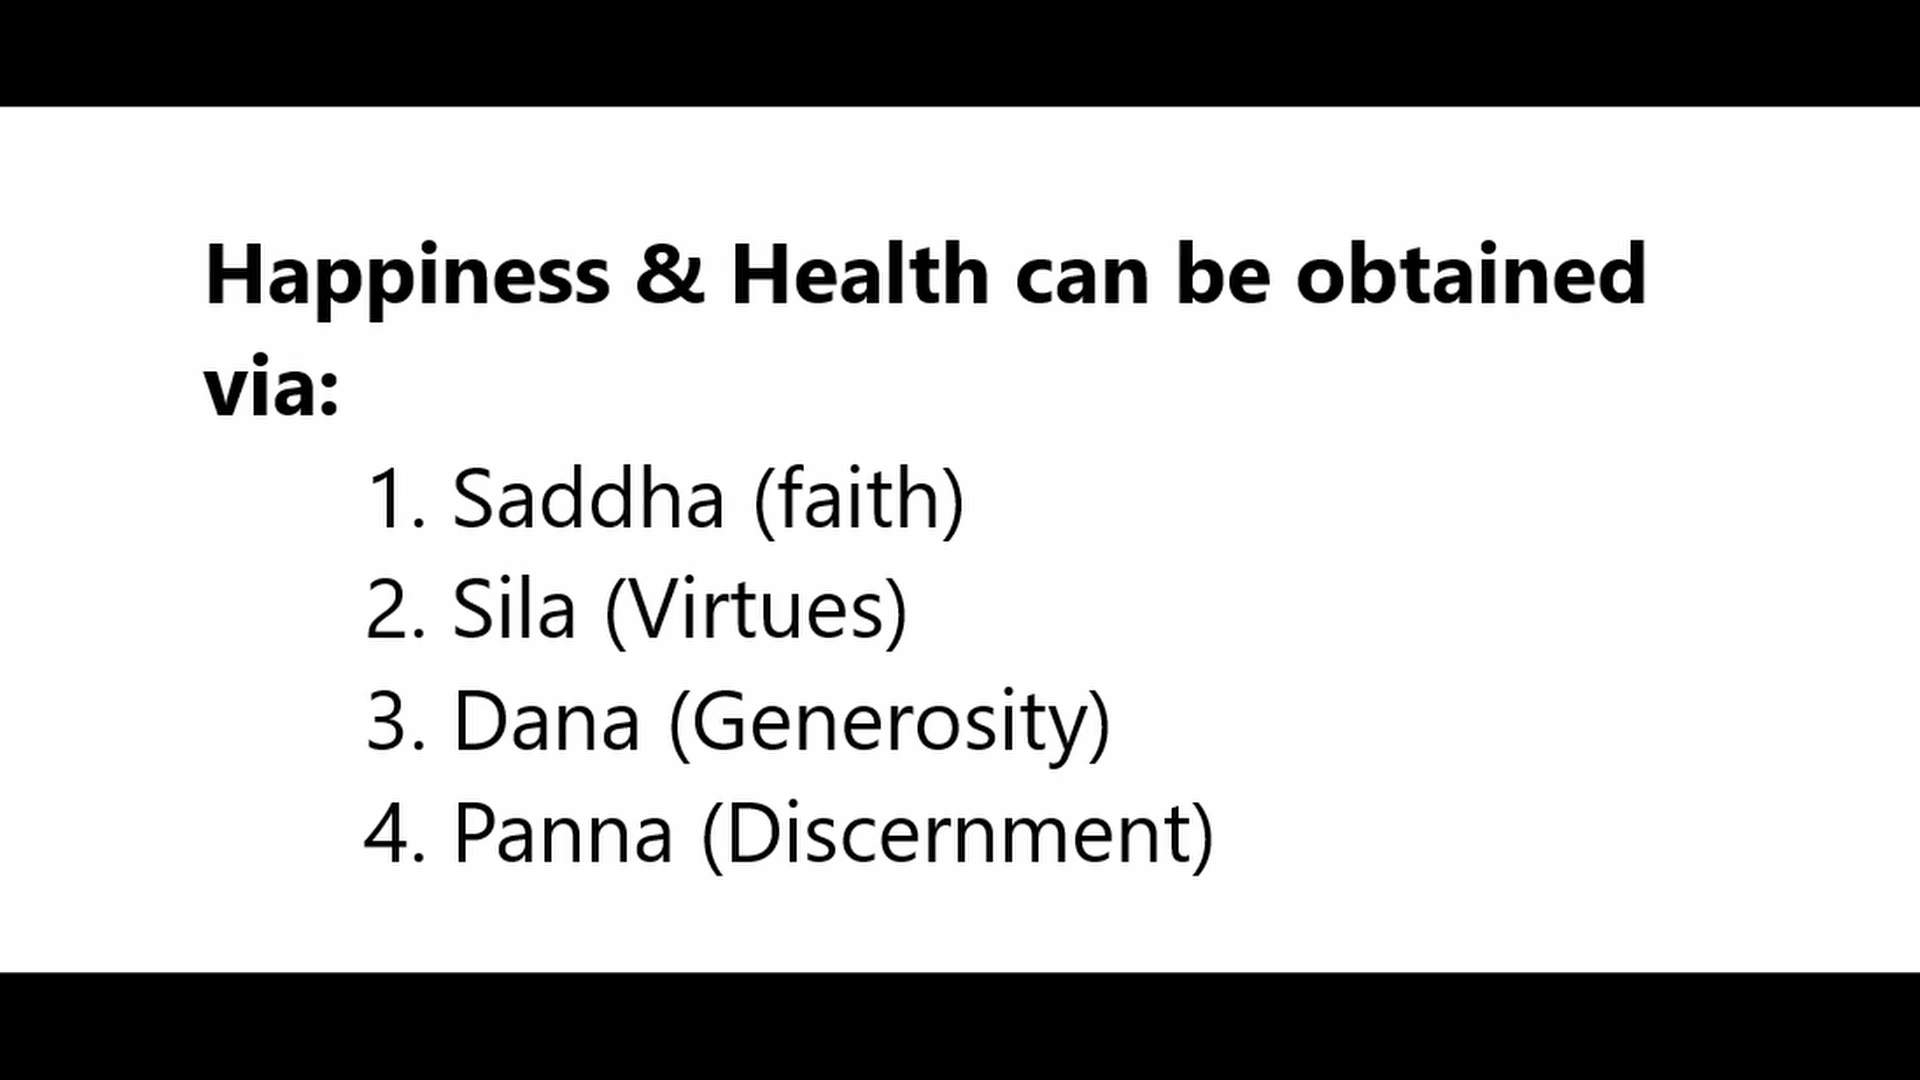 Happiness & Health can be obtained
via:
1. Saddha (faith)
2. Sila (Virtues)
3. Dana (Generosity)
4. Panna (Discernment)